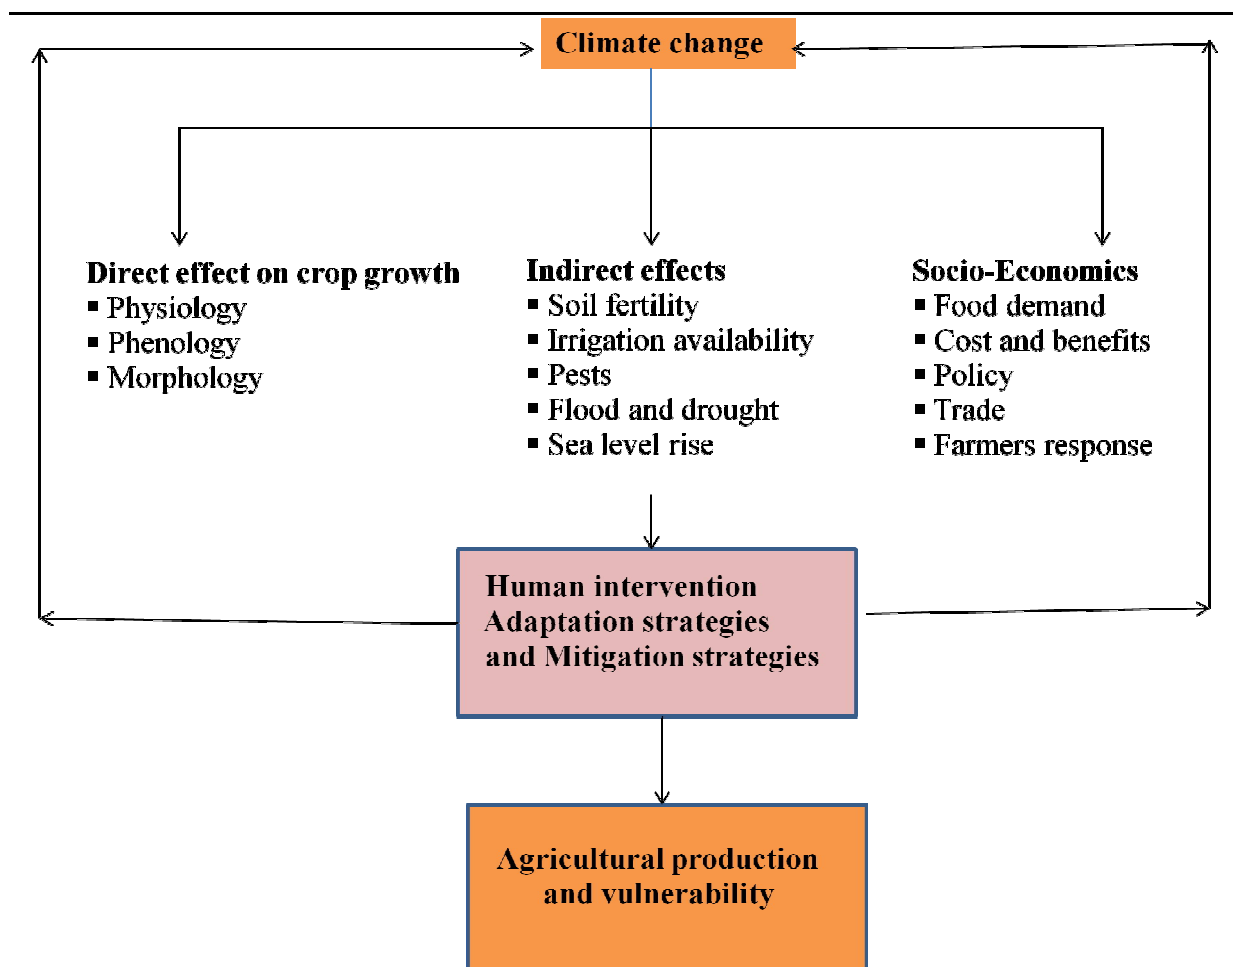 Climate change
Direct effect on crop growth
▪ Physiology
▪ Phenology
▪ Morphology
Indirect effects
▪ Soil fertility
▪ Irrigation availability
▪ Pests
▪ Flood and drought
▪ Sea level rise
Socio-Economics
▪ Food demand
▪ Cost and benefits
▪ Policy
▪ Trade
▪ Farmers response
Human intervention
Adaptation strategies
and Mitigation strategies
Agricultural production
and vulnerability